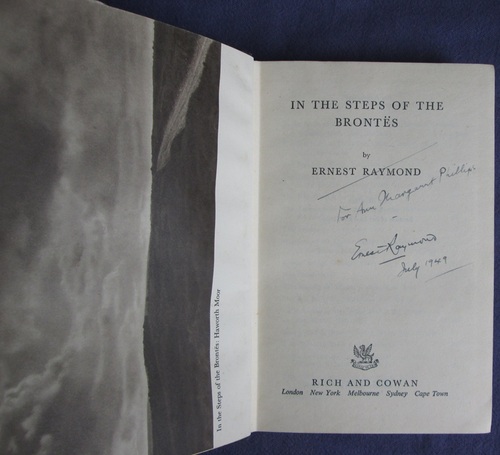 In the Steps of the Brontës: Haworth Moor
IN THE STEPS OF THE
BRONTËS
by
ERNEST RAYMOND
For Ann Margaret Phillips
Ernest Raymond
July 1949
RICH AND COWAN
London New York Melbourne Sydney Cape Town